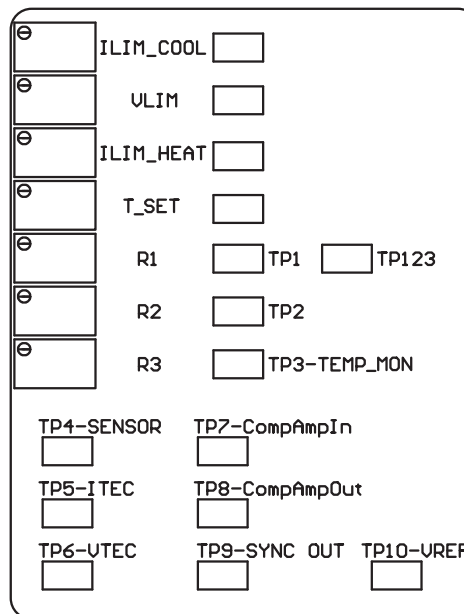 ILIM_COOL
VLIM
ILIM_HEAT
T_SET
R1 TP1 TP123
R2 TP2
R3 TP3-TEMP_MON
TP4-SENSOR TP7-CompAmpIn
TP5-ITEC TP8-CompAmpOut
TP6-VTEC TP9-SYNC OUT TP10-VREF